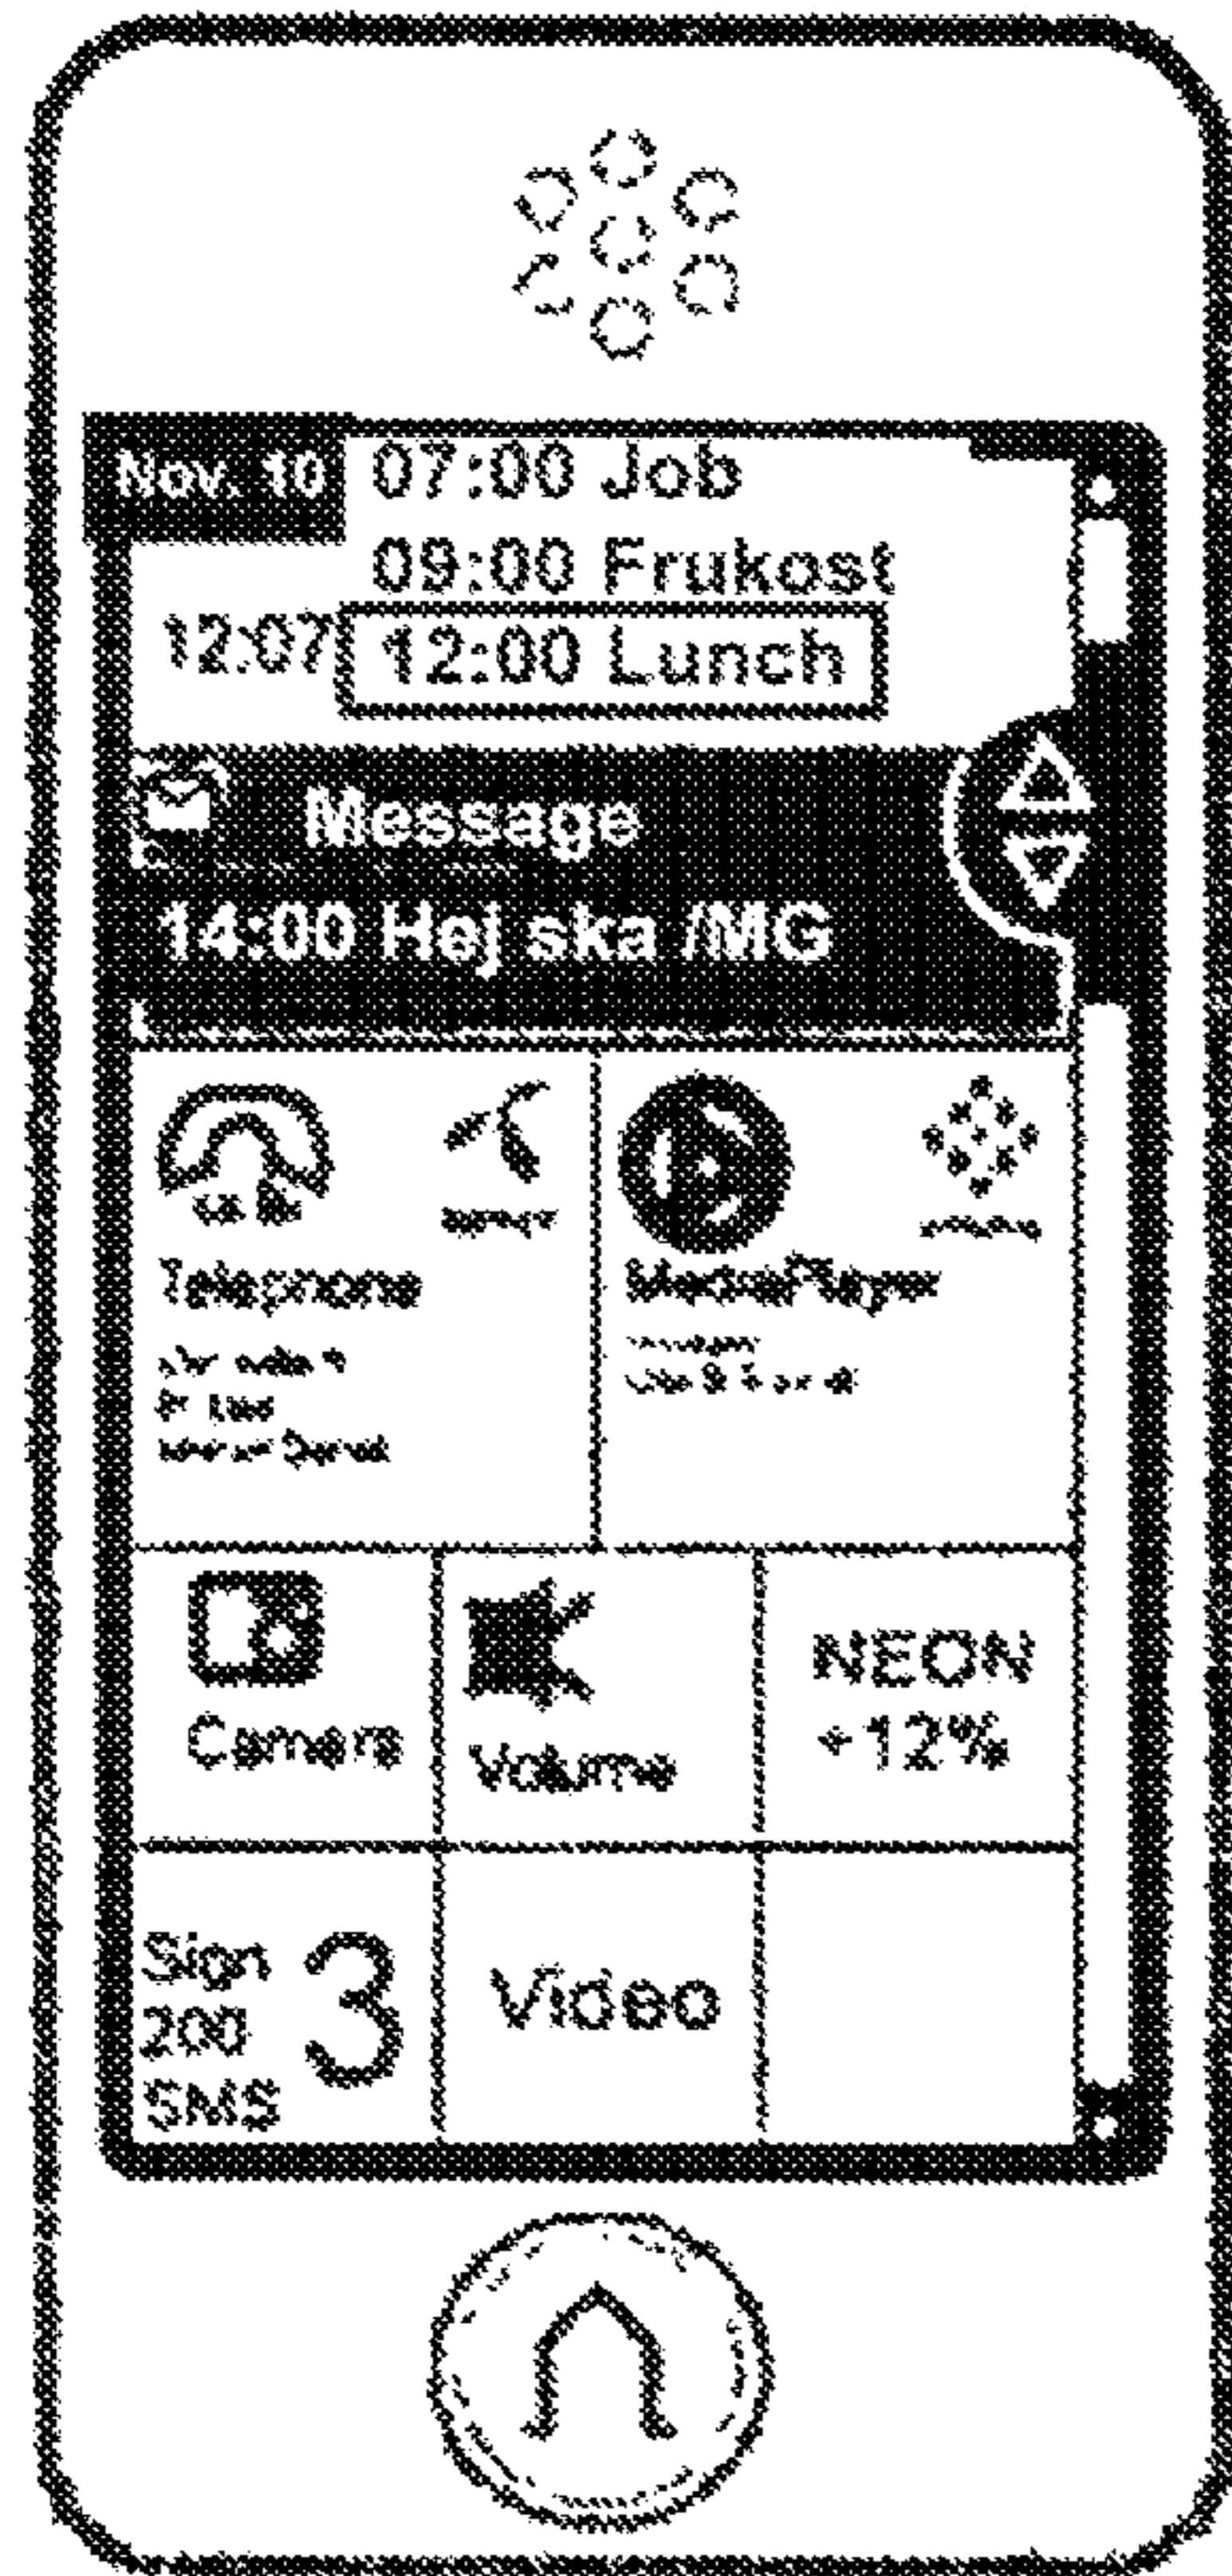 Nov. 10
07:00 Job
09:00 Frukost
12:07
12:00 Lunch
Message
14:00 Hej ska /MG
Telephone
MediaPlayer
Camera
Volume
NEON
+12%
Sign
200
SMS
3
Video